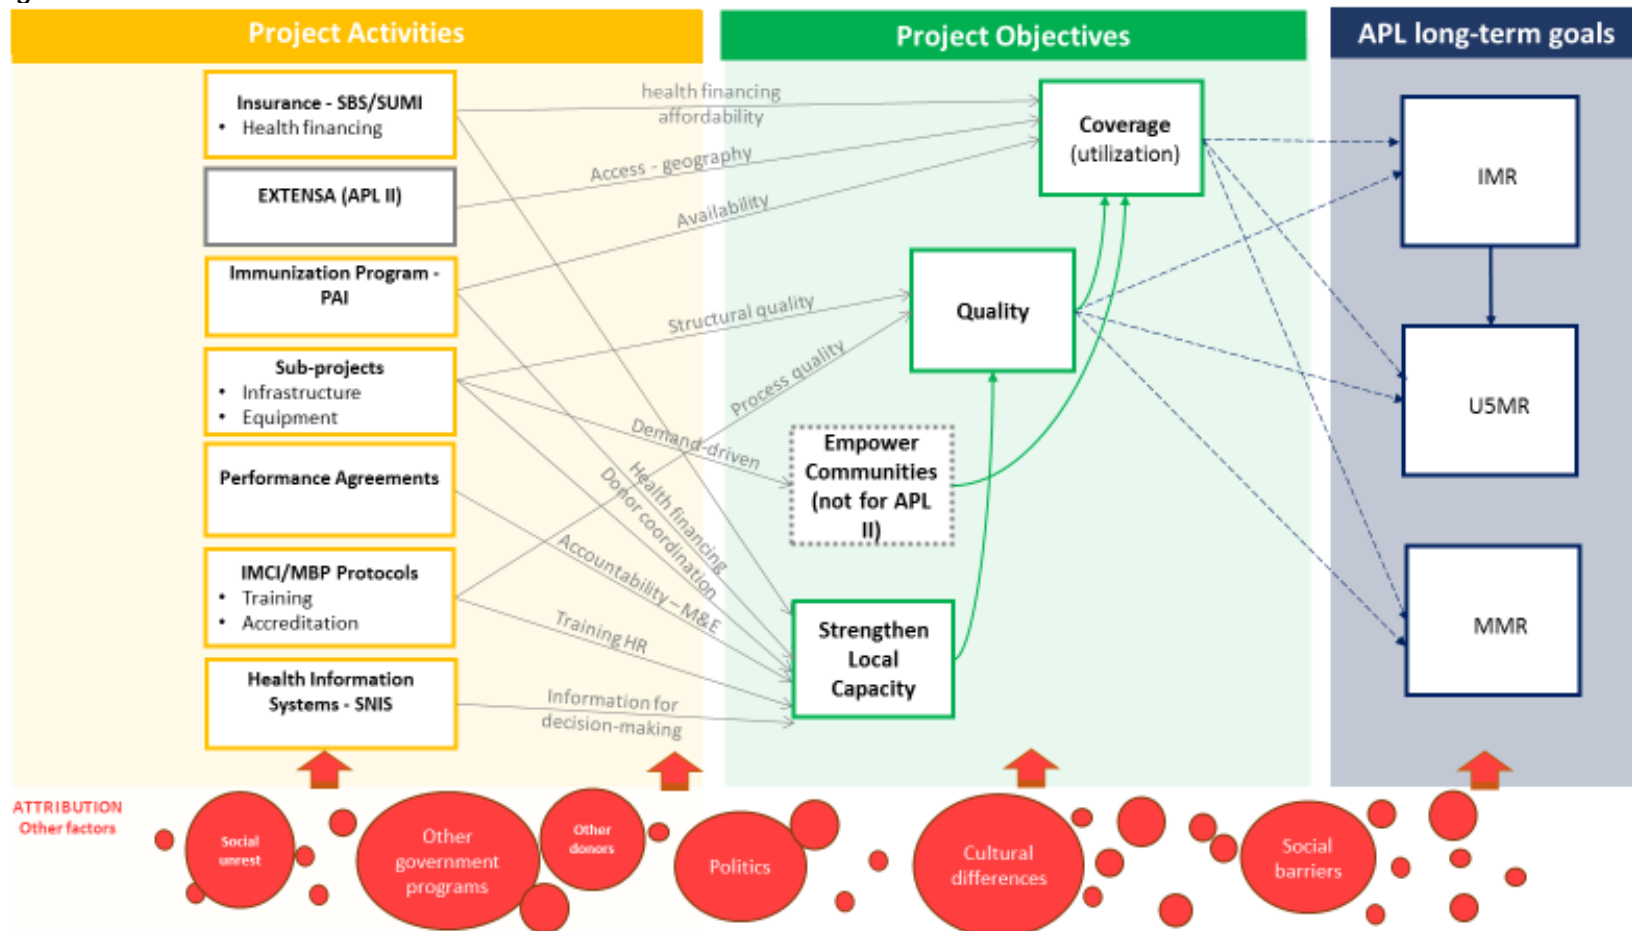 Project Activities
Project Objectives
APL long-term goals
Insurance - SBS/SUMI
• Health financing
EXTENSA (APL II)
Immunization Program -
PAI
Sub-projects
• Infrastructure
• Equipment
Performance Agreements
IMCI/MBP Protocols
• Training
• Accreditation
Health Information
Systems - SNIS
health financing
affordability
Access - geography
Availability
Structural quality
Process quality
Demand-driven
Health financing
Donor coordination
Accountability – M&E
Training HR
Information for
decision-making
Coverage
(utilization)
Quality
Empower
Communities
(not for APL
II)
Strengthen
Local
Capacity
IMR
U5MR
MMR
ATTRIBUTION
Other factors
Social
unrest
Other
government
programs
Other
donors
Politics
Cultural
differences
Social
barriers